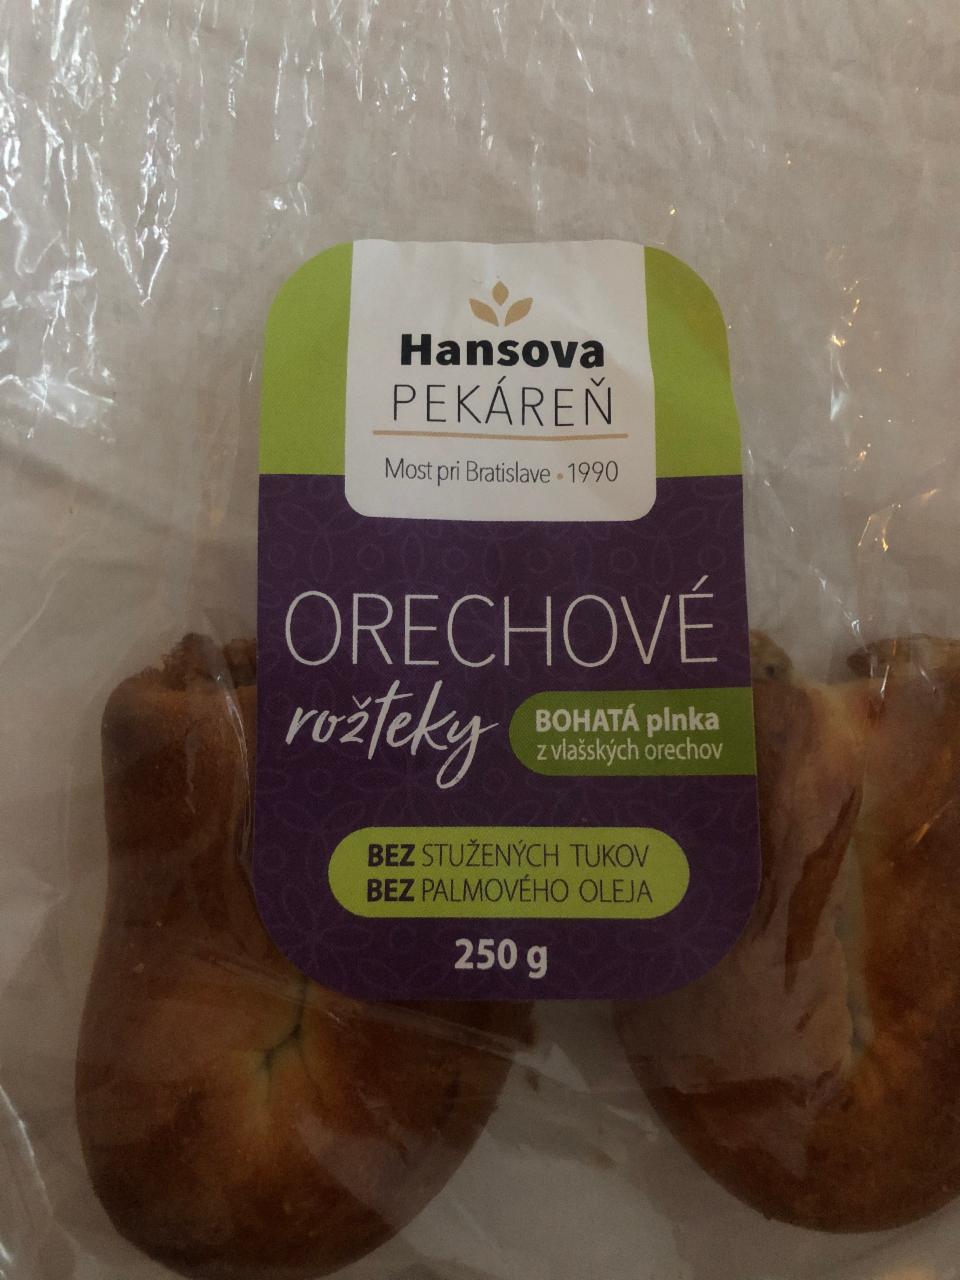 Hansova
PEKÁREŇ
Most pri Bratislave • 1990
ORECHOVÉ
rožteky
BOHATÁ plnka
z vlašských orechov
BEZ STUŽENÝCH TUKOV
BEZ PALMOVÉHO OLEJA
250 g